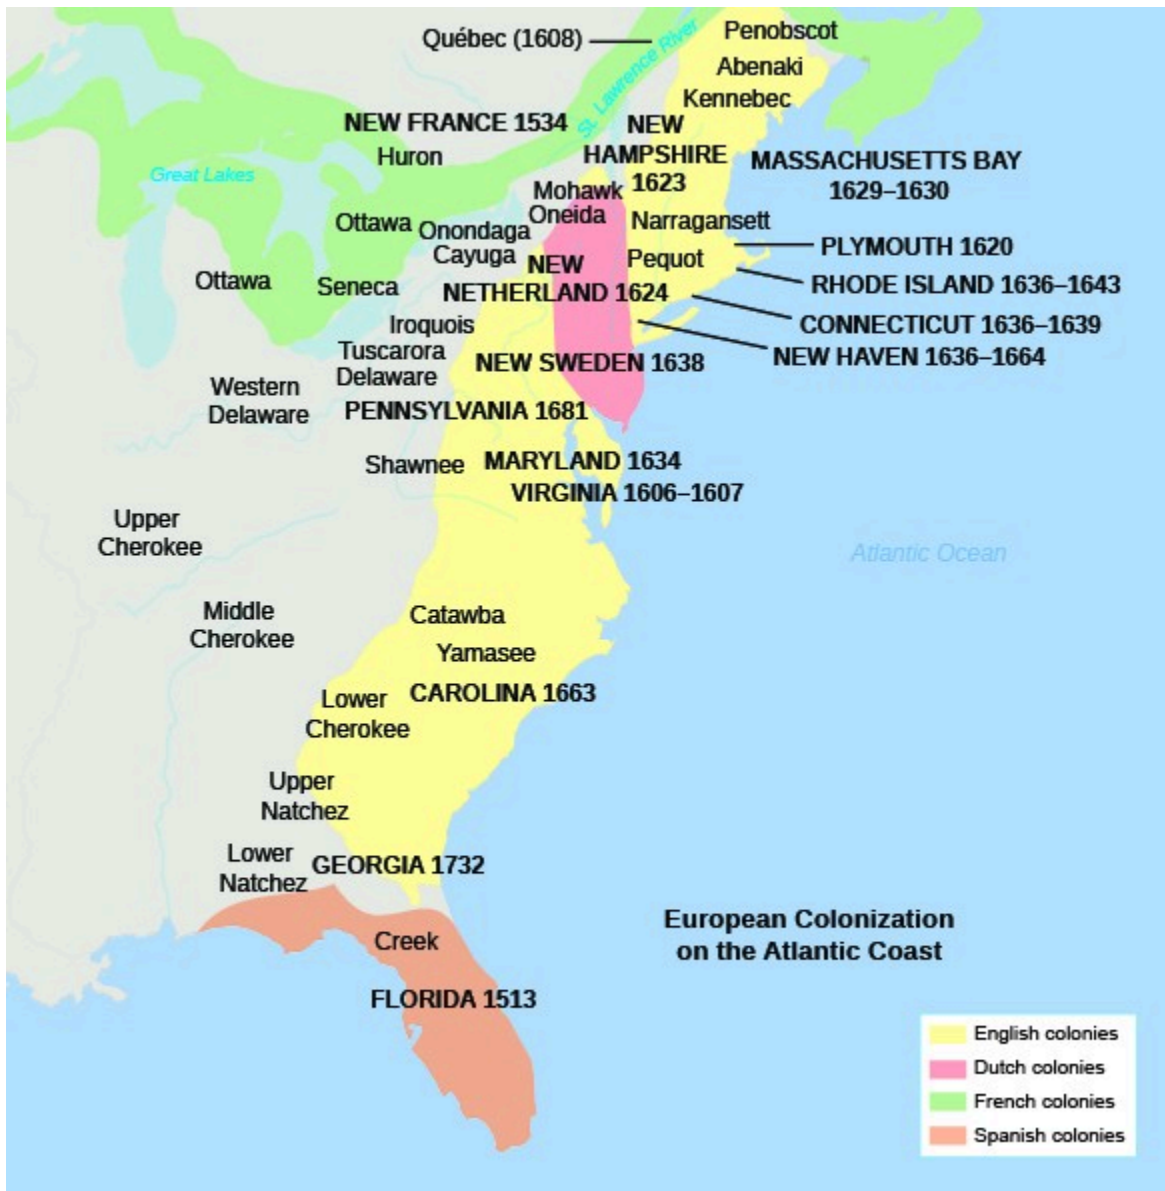 Québec (1608)
St. Lawrence River
Penobscot
Abenaki
Kennebec
NEW FRANCE 1534
Huron
Great Lakes
NEW
HAMPSHIRE
1623
MASSACHUSETTS BAY
1629–1630
Mohawk
Oneida
Ottawa
Onondaga
Cayuga
Narragansett
PLYMOUTH 1620
Pequot
NEW
NETHERLAND 1624
Ottawa
Seneca
RHODE ISLAND 1636–1643
Iroquois
CONNECTICUT 1636–1639
Tuscarora
Delaware
NEW SWEDEN 1638
NEW HAVEN 1636–1664
Western
Delaware
PENNSYLVANIA 1681
Shawnee
MARYLAND 1634
VIRGINIA 1606–1607
Upper
Cherokee
Atlantic Ocean
Middle
Cherokee
Catawba
Yamasee
CAROLINA 1663
Lower
Cherokee
Upper
Natchez
Lower
Natchez
GEORGIA 1732
Creek
FLORIDA 1513
European Colonization
on the Atlantic Coast
English colonies
Dutch colonies
French colonies
Spanish colonies